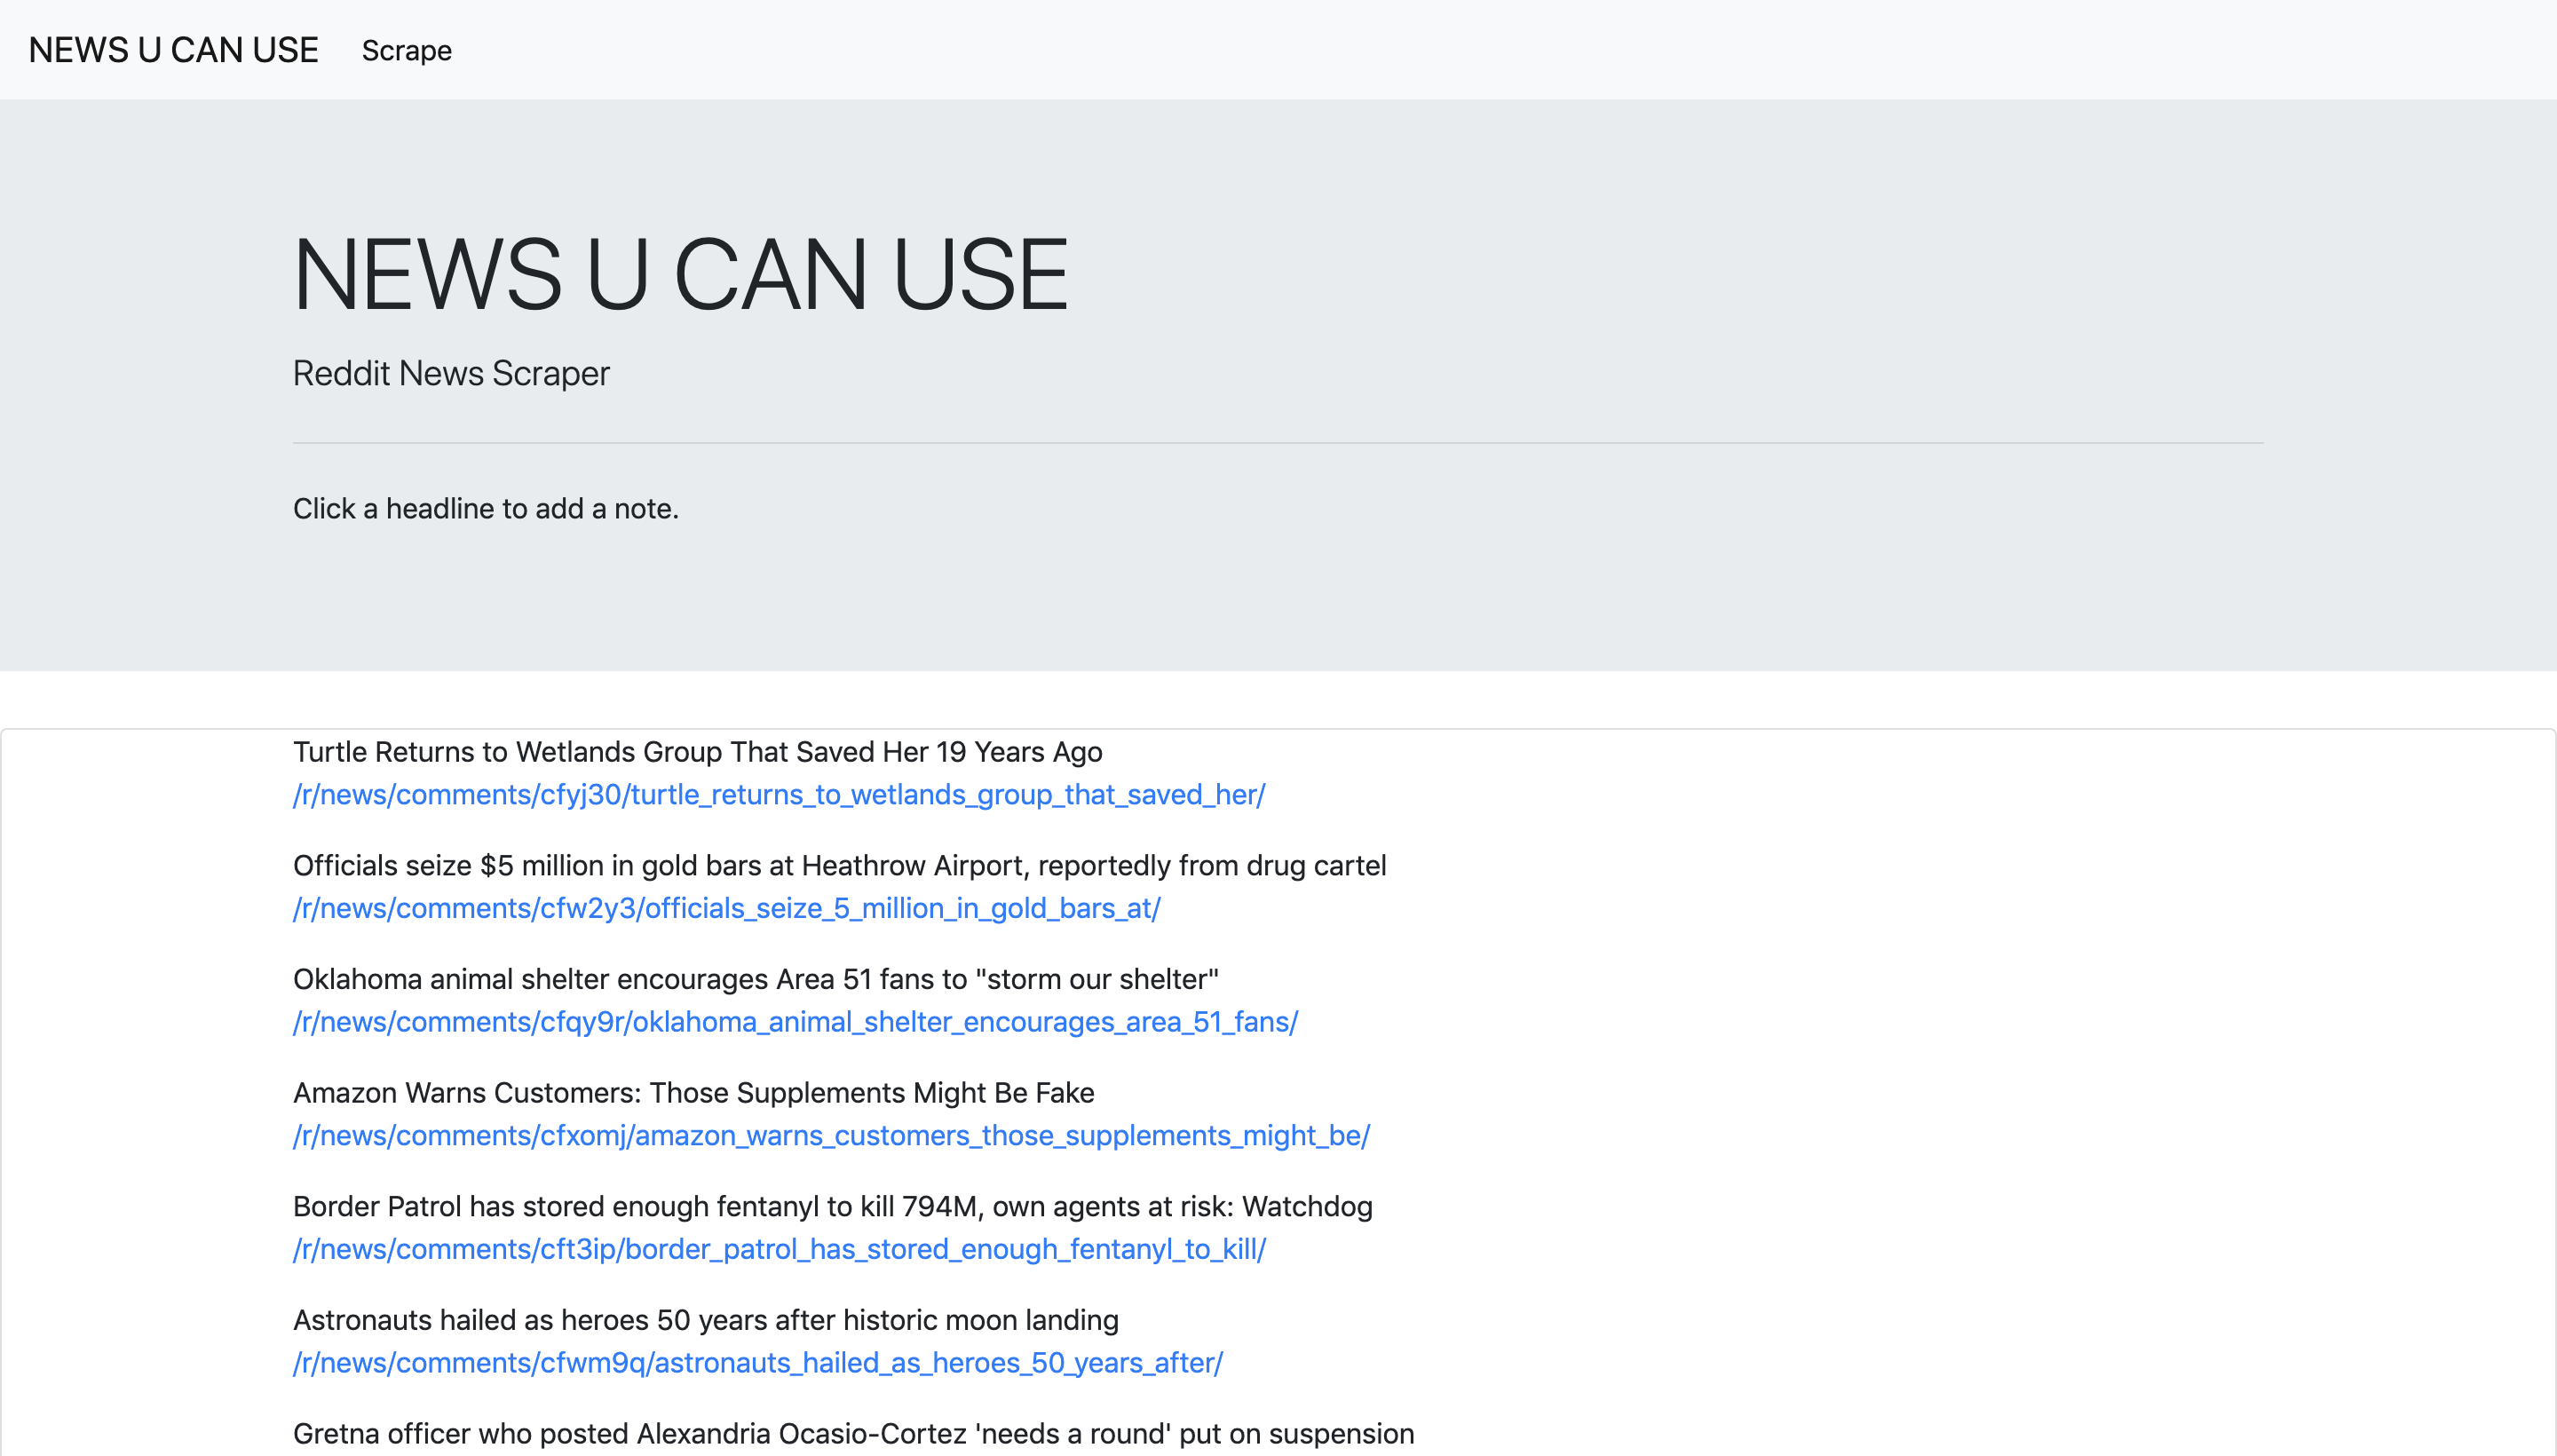 NEWS U CAN USE Scrape
NEWS U CAN USE
Reddit News Scraper
Click a headline to add a note.
Turtle Returns to Wetlands Group That Saved Her 19 Years Ago
/r/news/comments/cfyj30/turtle_returns_to_wetlands_group_that_saved_her/
Officials seize $5 million in gold bars at Heathrow Airport, reportedly from drug cartel
/r/news/comments/cfw2y3/officials_seize_5_million_in_gold_bars_at/
Oklahoma animal shelter encourages Area 51 fans to "storm our shelter"
/r/news/comments/cfqy9r/oklahoma_animal_shelter_encourages_area_51_fans/
Amazon Warns Customers: Those Supplements Might Be Fake
/r/news/comments/cfxomj/amazon_warns_customers_those_supplements_might_be/
Border Patrol has stored enough fentanyl to kill 794M, own agents at risk: Watchdog
/r/news/comments/cft3ip/border_patrol_has_stored_enough_fentanyl_to_kill/
Astronauts hailed as heroes 50 years after historic moon landing
/r/news/comments/cfwm9q/astronauts_hailed_as_heroes_50_years_after/
Gretna officer who posted Alexandria Ocasio-Cortez 'needs a round' put on suspension